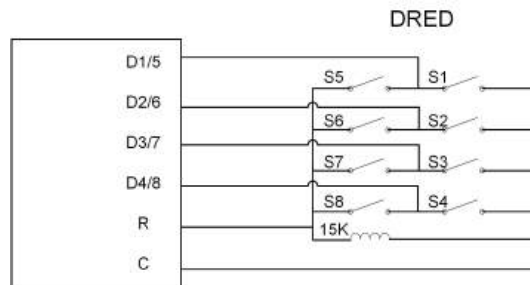 DRED
D1/5
S5 S1
D2/6
S6 S2
D3/7
S7 S3
D4/8
S8 S4
R
15K
C